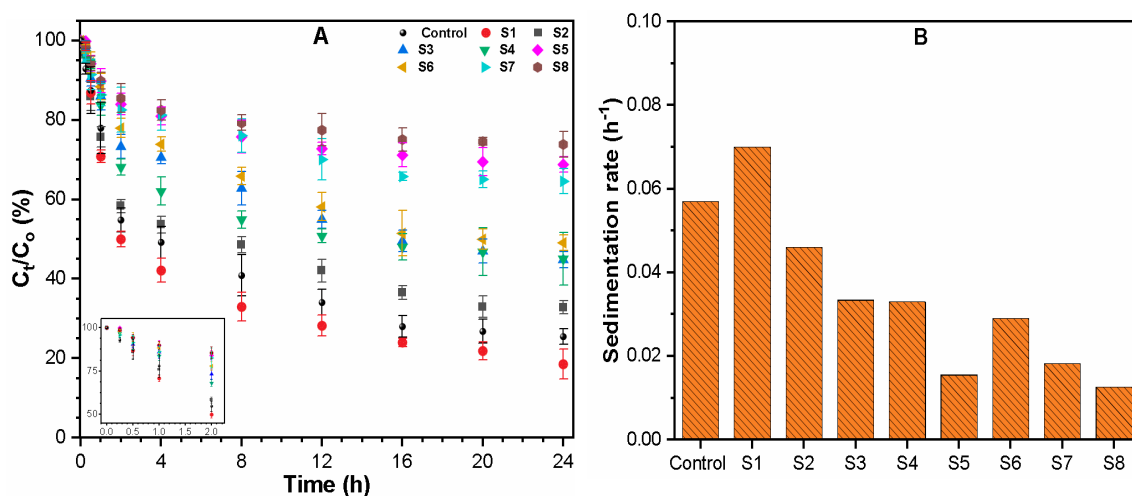 A
Control S1 S2
S3 S4 S5
S6 S7 S8
100
80
60
40
20
0
C_t/C_o (%)
0 4 8 12 16 20 24
Time (h)
100
75
50
0.0 0.5 1.0 1.5 2.0
B
0.10
0.08
0.06
0.04
0.02
0.00
Sedimentation rate (h⁻¹)
Control S1 S2 S3 S4 S5 S6 S7 S8